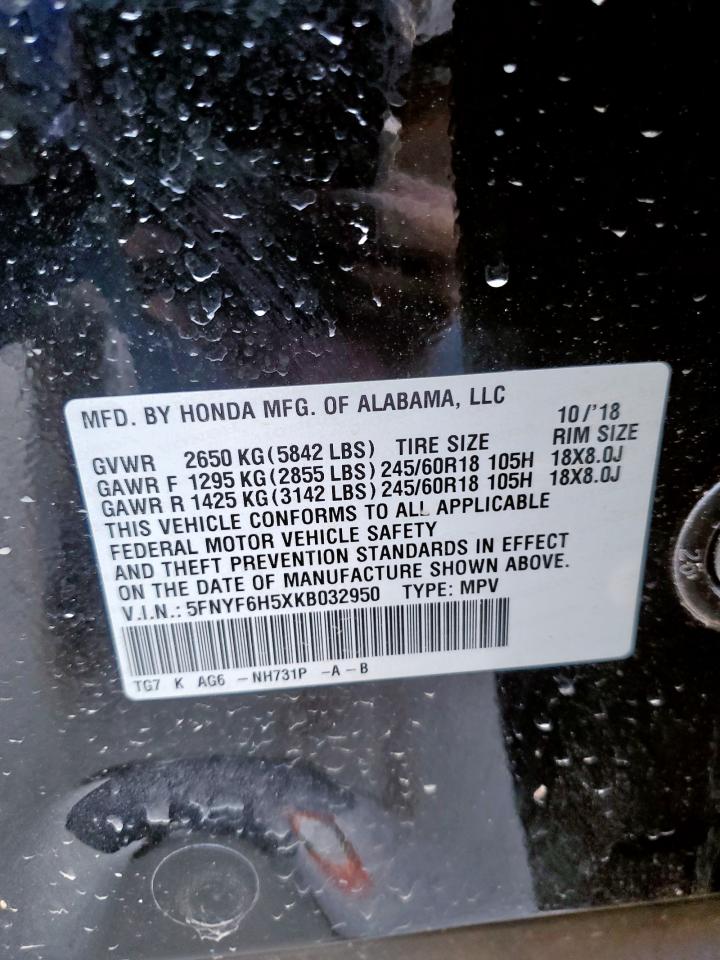 MFD. BY HONDA MFG. OF ALABAMA, LLC 10/'18
GVWR 2650 KG(5842 LBS) TIRE SIZE RIM SIZE
GAWR F 1295 KG(2855 LBS) 245/60R18 105H 18X8.0J
GAWR R 1425 KG(3142 LBS) 245/60R18 105H 18X8.0J
THIS VEHICLE CONFORMS TO ALL APPLICABLE
FEDERAL MOTOR VEHICLE SAFETY
AND THEFT PREVENTION STANDARDS IN EFFECT
ON THE DATE OF MANUFACTURE SHOWN ABOVE.
V.I.N.: 5FNYF6H5XKB032950 TYPE: MPV
TG7 K AG6 -NH731P -A-B